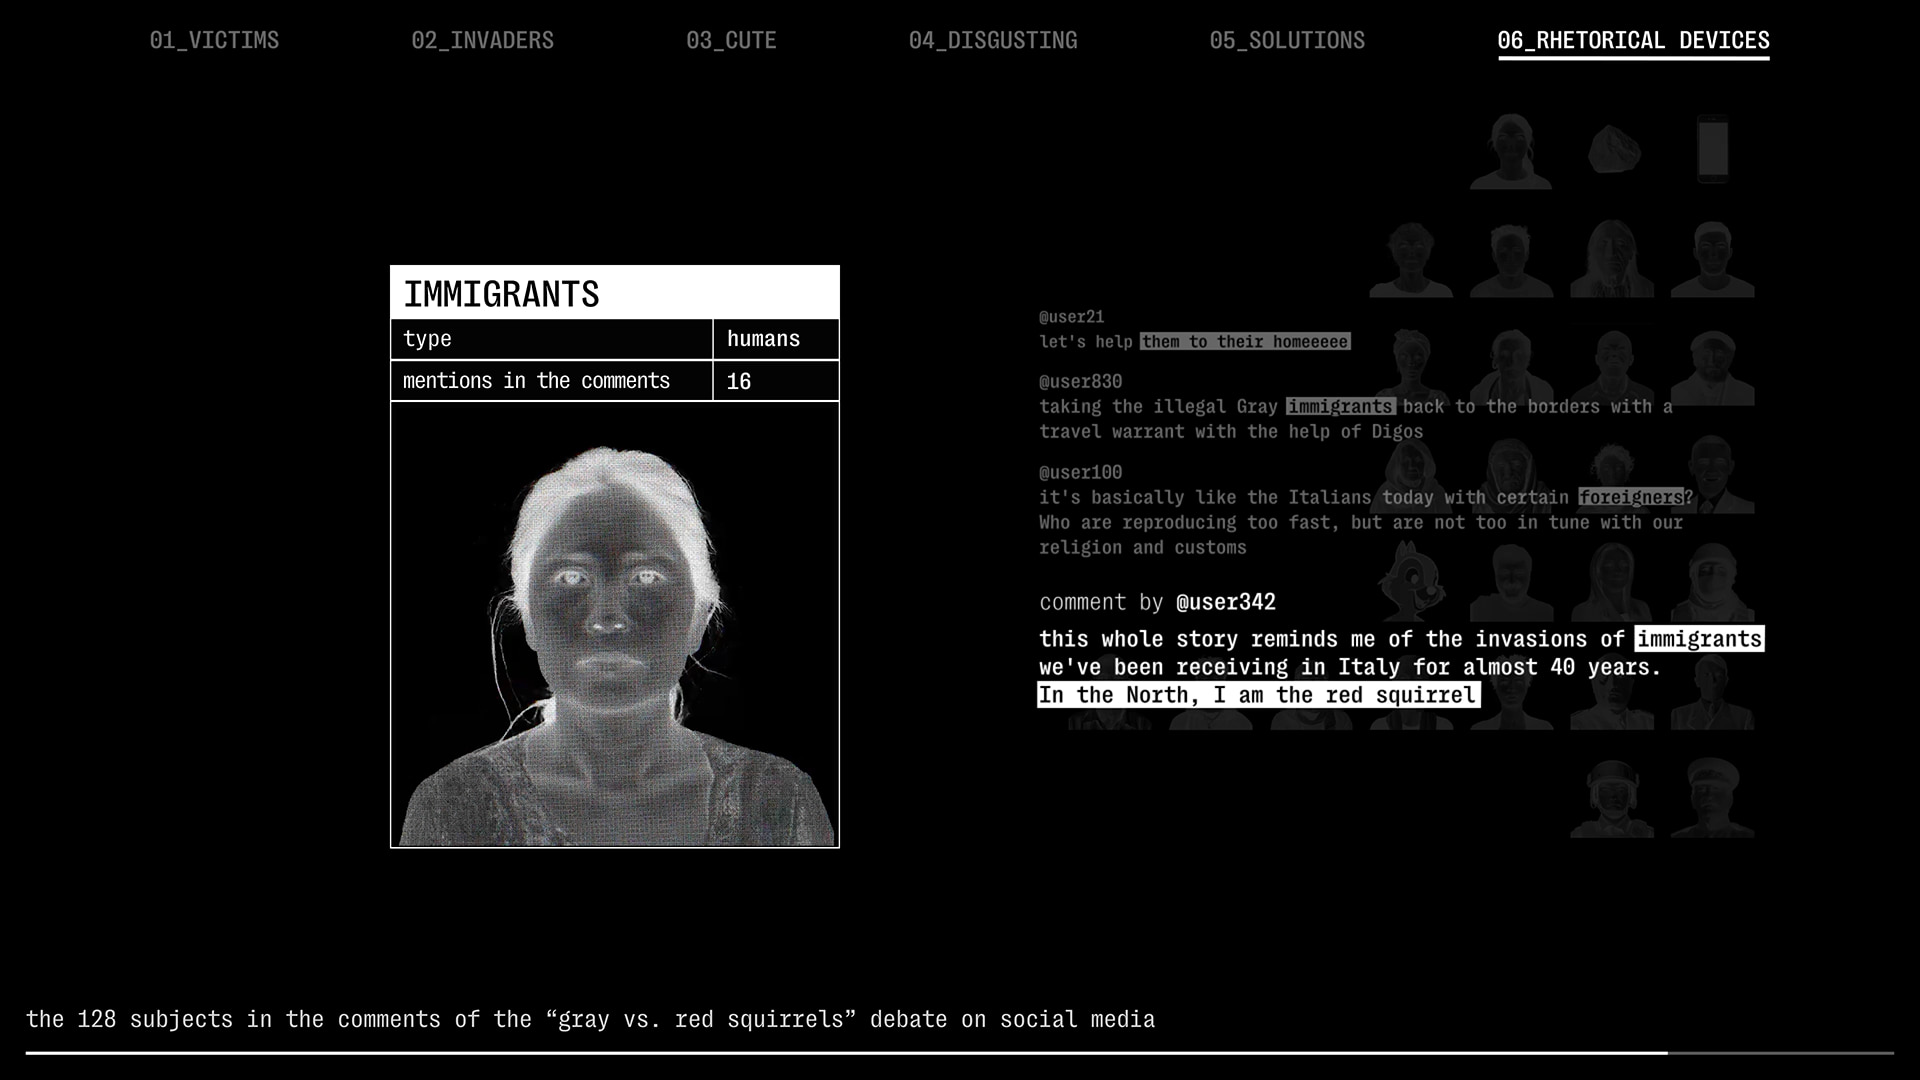 01_VICTIMS
02_INVADERS
03_CUTE
04_DISGUSTING
05_SOLUTIONS
06_RHETORICAL DEVICES
IMMIGRANTS
type humans
mentions in the comments 16
@user21
let's help them to their homeeeee
@user830
taking the illegal Gray immigrants back to the borders with a
travel warrant with the help of Digos
@user100
it's basically like the Italians today with certain foreigners?
Who are reproducing too fast, but are not too in tune with our
religion and customs
comment by @user342
this whole story reminds me of the invasions of immigrants
we've been receiving in Italy for almost 40 years.
In the North, I am the red squirrel
the 128 subjects in the comments of the “gray vs. red squirrels” debate on social media